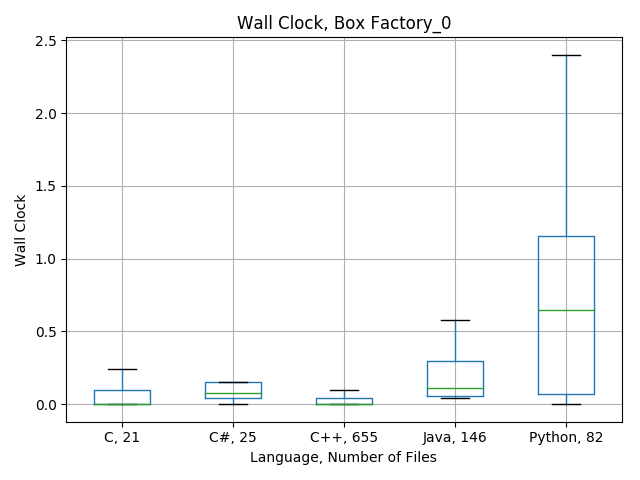 Wall Clock, Box Factory_0
2.5
2.0
1.5
1.0
0.5
0.0
Wall Clock
C, 21 C#, 25 C++, 655 Java, 146 Python, 82
Language, Number of Files